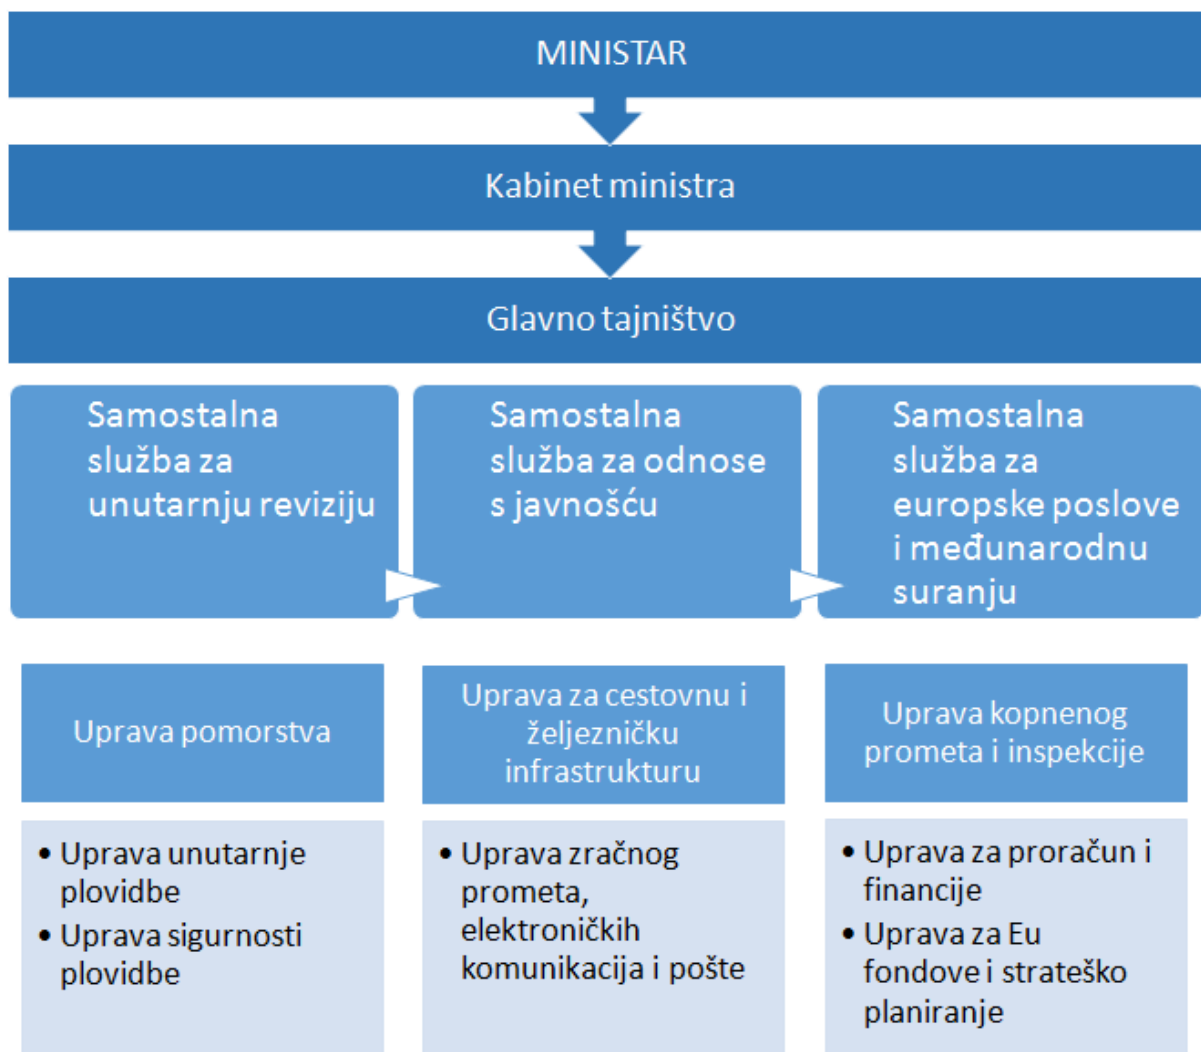 MINISTAR
Kabinet ministra
Glavno tajništvo
Samostalna
služba za
unutarnju reviziju
Samostalna
služba za odnose
s javnošću
Samostalna
služba za
europske poslove
i međunarodnu
suranju
Uprava pomorstva
• Uprava unutarnje
plovidbe
• Uprava sigurnosti
plovidbe
Uprava za cestovnu i
željezničku
infrastrukturu
• Uprava zračnog
prometa,
elektroničkih
komunikacija i pošte
Uprava kopnenog
prometa i inspekcije
• Uprava za proračun i
financije
• Uprava za Eu
fondove i strateško
planiranje